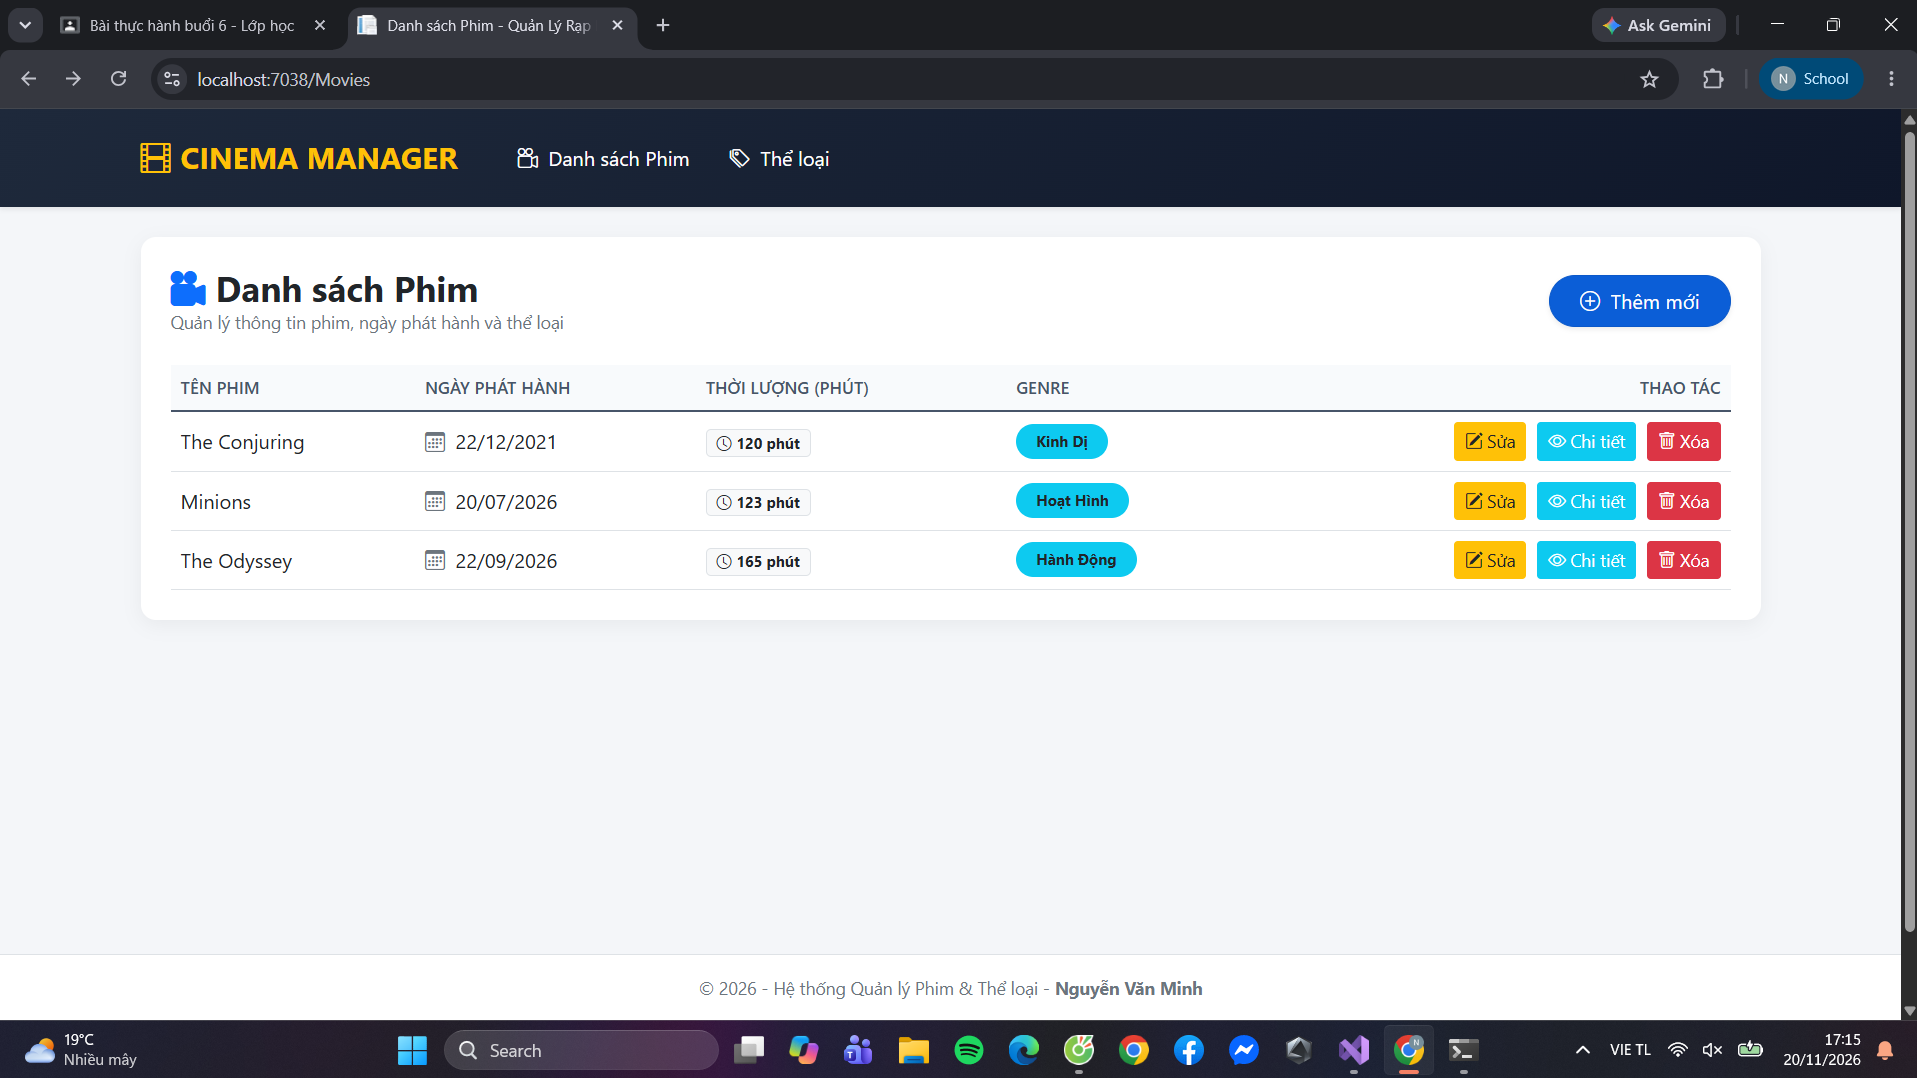 Bài thực hành buổi 6 - Lớp học
Danh sách Phim - Quản Lý Rạp
Ask Gemini
localhost:7038/Movies
N School
CINEMA MANAGER Danh sách Phim Thể loại
Danh sách Phim
Quản lý thông tin phim, ngày phát hành và thể loại
Thêm mới
TÊN PHIM NGÀY PHÁT HÀNH THỜI LƯỢNG (PHÚT) GENRE THAO TÁC
The Conjuring 22/12/2021 120 phút Kinh Dị Sửa Chi tiết Xóa
Minions 20/07/2026 123 phút Hoạt Hình Sửa Chi tiết Xóa
The Odyssey 22/09/2026 165 phút Hành Động Sửa Chi tiết Xóa
© 2026 - Hệ thống Quản lý Phim & Thể loại - Nguyễn Văn Minh
19°C
Nhiều mây
Search
VIE TL
17:15
20/11/2026